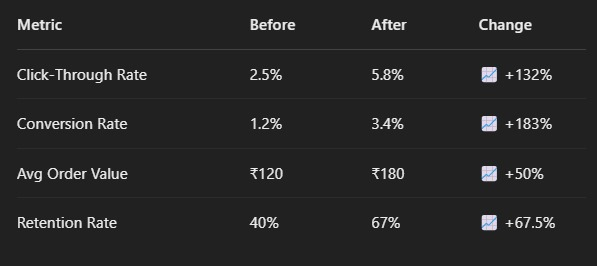 Metric Before After Change
Click-Through Rate 2.5% 5.8% 📈 +132%
Conversion Rate 1.2% 3.4% 📈 +183%
Avg Order Value ₹120 ₹180 📈 +50%
Retention Rate 40% 67% 📈 +67.5%